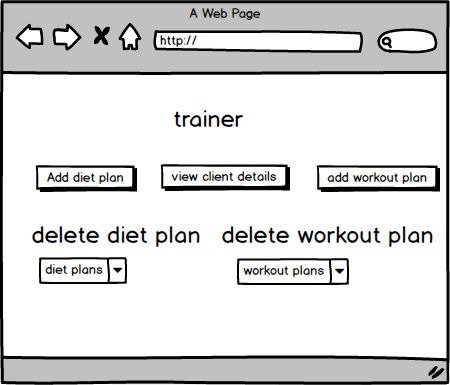 A Web Page
http://
trainer
Add diet plan
view client details
add workout plan
delete diet plan
delete workout plan
diet plans
workout plans